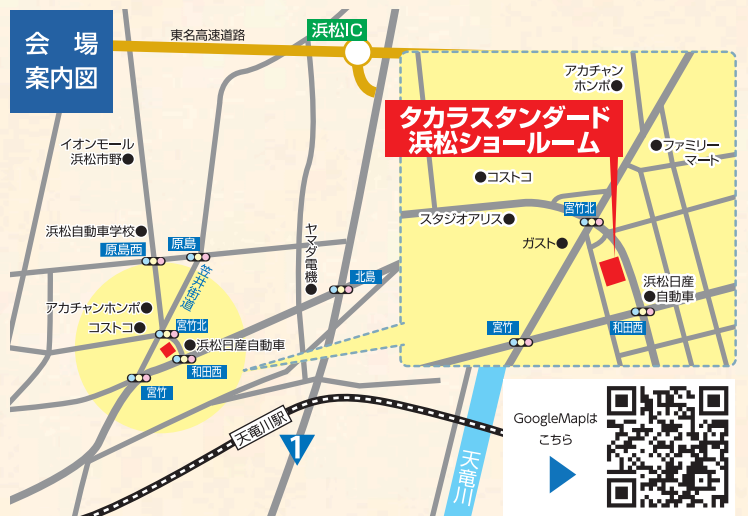 会場
案内図
東名高速道路
浜松IC
イオンモール
浜松市野
浜松自動車学校
原島西
原島
笠井街道
ヤマダ電機
北島
アカチャンホンポ
コストコ
宮竹北
浜松日産自動車
和田西
宮竹
天竜川駅
1
天竜川
アカチャン
ホンポ
タカラスタンダード
浜松ショールーム
ファミリー
マート
コストコ
スタジオアリス
宮竹北
ガスト
浜松日産
自動車
宮竹
和田西
GoogleMapは
こちら